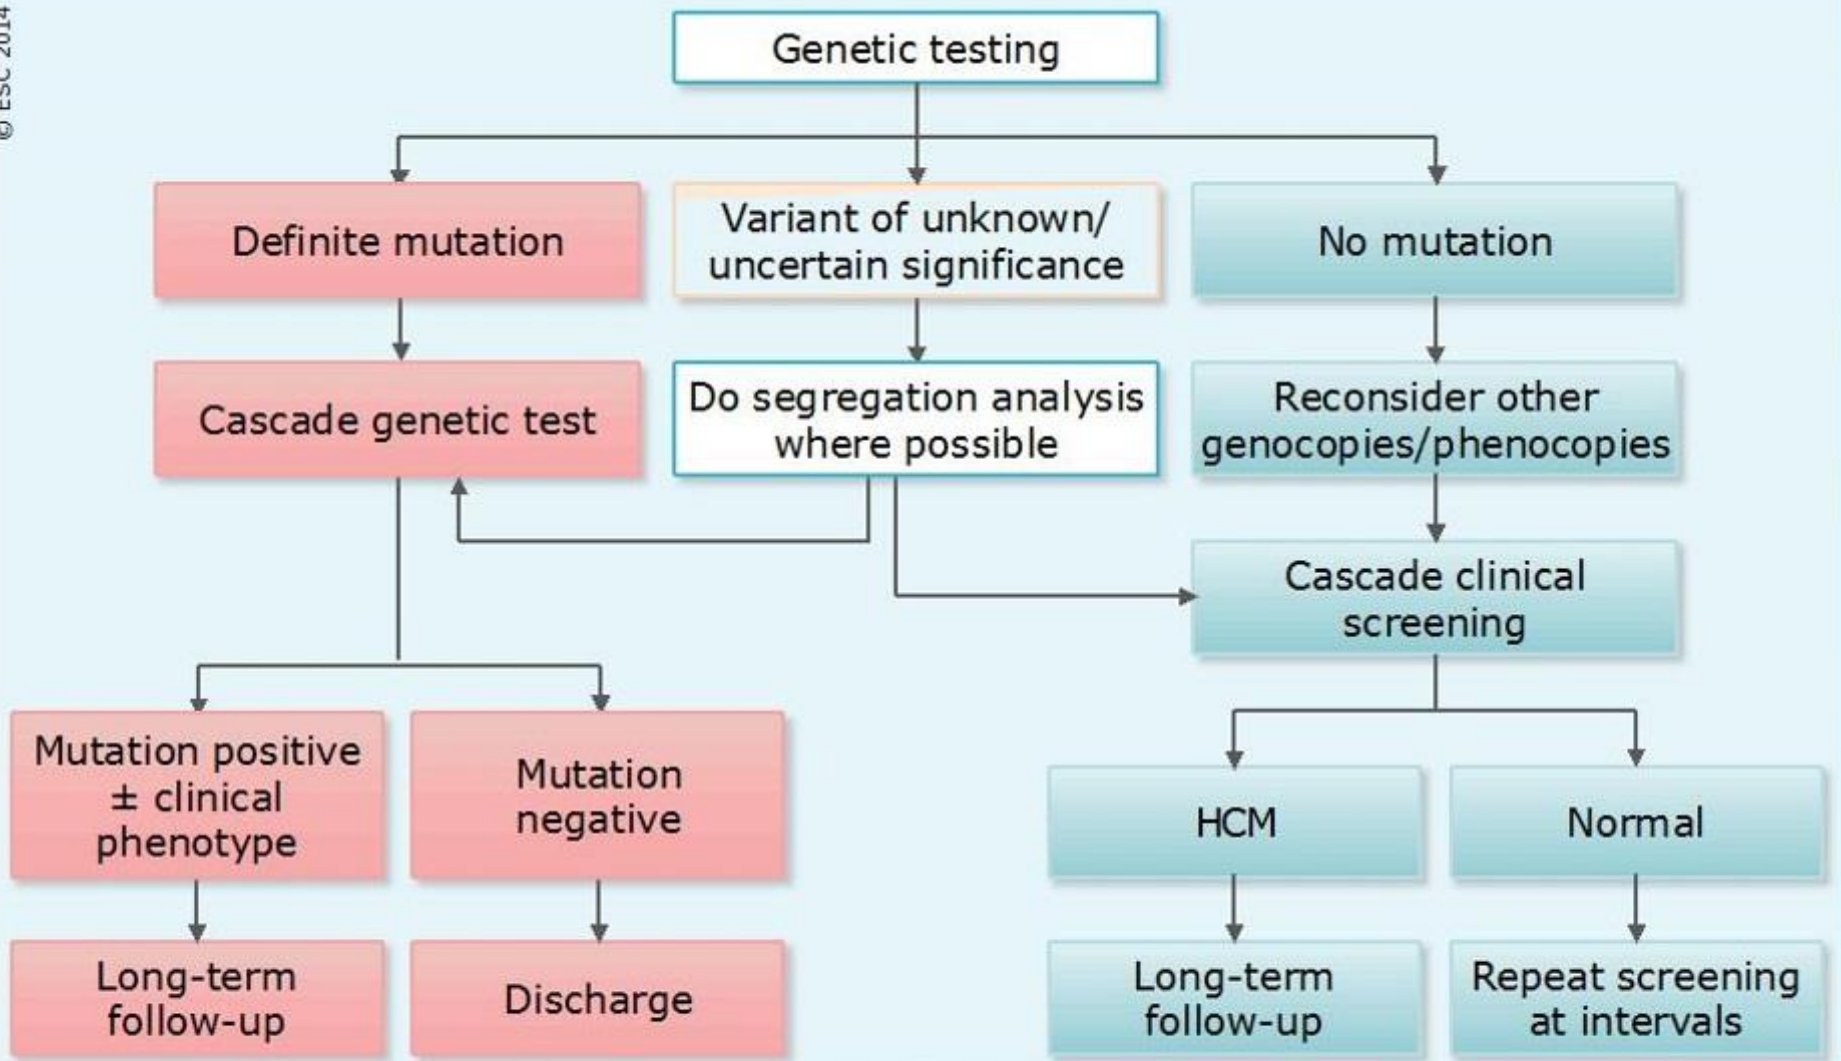 © ESC 2014
Genetic testing
Definite mutation
Variant of unknown/
uncertain significance
No mutation
Cascade genetic test
Do segregation analysis
where possible
Reconsider other
genocopies/phenocopies
Cascade clinical
screening
Mutation positive
± clinical
phenotype
Mutation
negative
HCM
Normal
Long-term
follow-up
Discharge
Long-term
follow-up
Repeat screening
at intervals